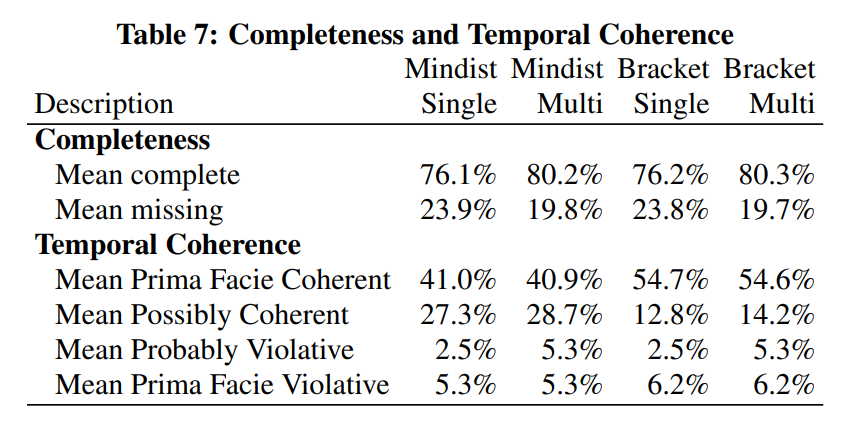 Table 7: Completeness and Temporal Coherence
Mindist Mindist Bracket Bracket
Description Single Multi Single Multi
Completeness
Mean complete 76.1% 80.2% 76.2% 80.3%
Mean missing 23.9% 19.8% 23.8% 19.7%
Temporal Coherence
Mean Prima Facie Coherent 41.0% 40.9% 54.7% 54.6%
Mean Possibly Coherent 27.3% 28.7% 12.8% 14.2%
Mean Probably Violative 2.5% 5.3% 2.5% 5.3%
Mean Prima Facie Violative 5.3% 5.3% 6.2% 6.2%